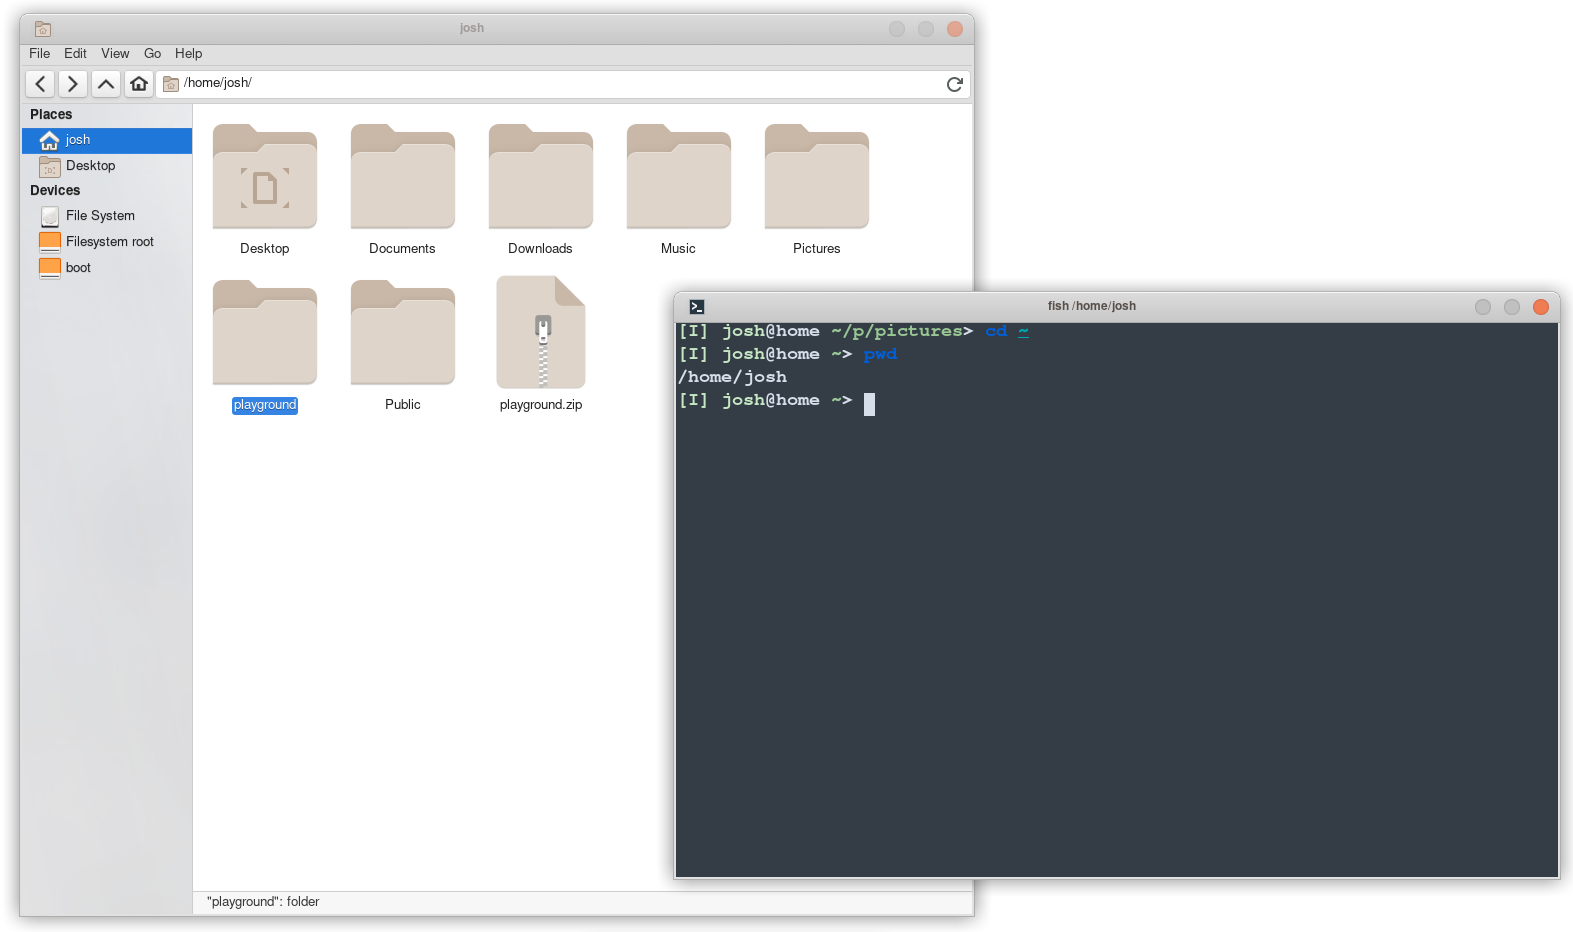 josh
File Edit View Go Help
/home/josh/
Places
josh
Desktop
Devices
File System
Filesystem root
boot
Desktop Documents Downloads Music Pictures
playground Public playground.zip
"playground": folder
fish /home/josh
[I] josh@home ~/p/pictures> cd ~
[I] josh@home ~> pwd
/home/josh
[I] josh@home ~>